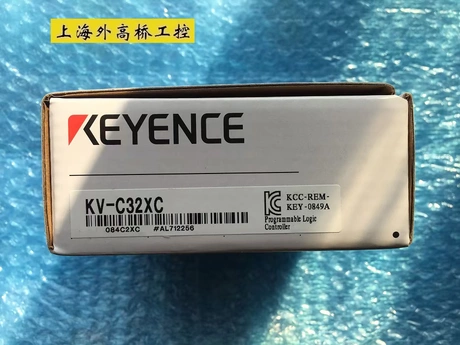 上海外高桥工控
KEYENCE
KV-C32XC
084C2XC #AL712256
KCC-REM-
KEY-0849A
Programmable Logic
Controller